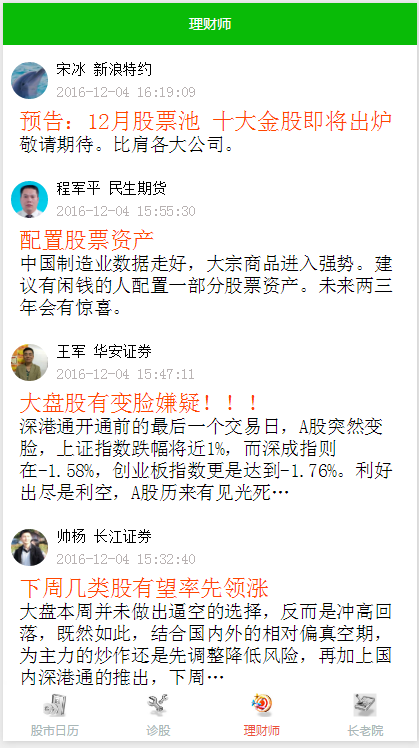 理财师
宋冰 新浪特约
2016-12-04 16:19:09
预告：12月股票池 十大金股即将出炉
敬请期待。比肩各大公司。
程军平 民生期货
2016-12-04 15:55:30
配置股票资产
中国制造业数据走好，大宗商品进入强势。建
议有闲钱的人配置一部分股票资产。未来两三
年会有惊喜。
王军 华安证券
2016-12-04 15:47:11
大盘股有变脸嫌疑！！！
深港通开通前的最后一个交易日，A股突然变
脸，上证指数跌幅将近1%，而深成指则
在-1.58%，创业板指数更是达到-1.76%。利好
出尽是利空，A股历来有见光死…
帅杨 长江证券
2016-12-04 15:32:40
下周几类股有望率先领涨
大盘本周并未做出逼空的选择，反而是冲高回
落，既然如此，结合国内外的相对偏真空期，
为主力的炒作还是先调整降低风险，再加上国
内深港通的推出，下周…
股市日历 诊股 理财师 长老院